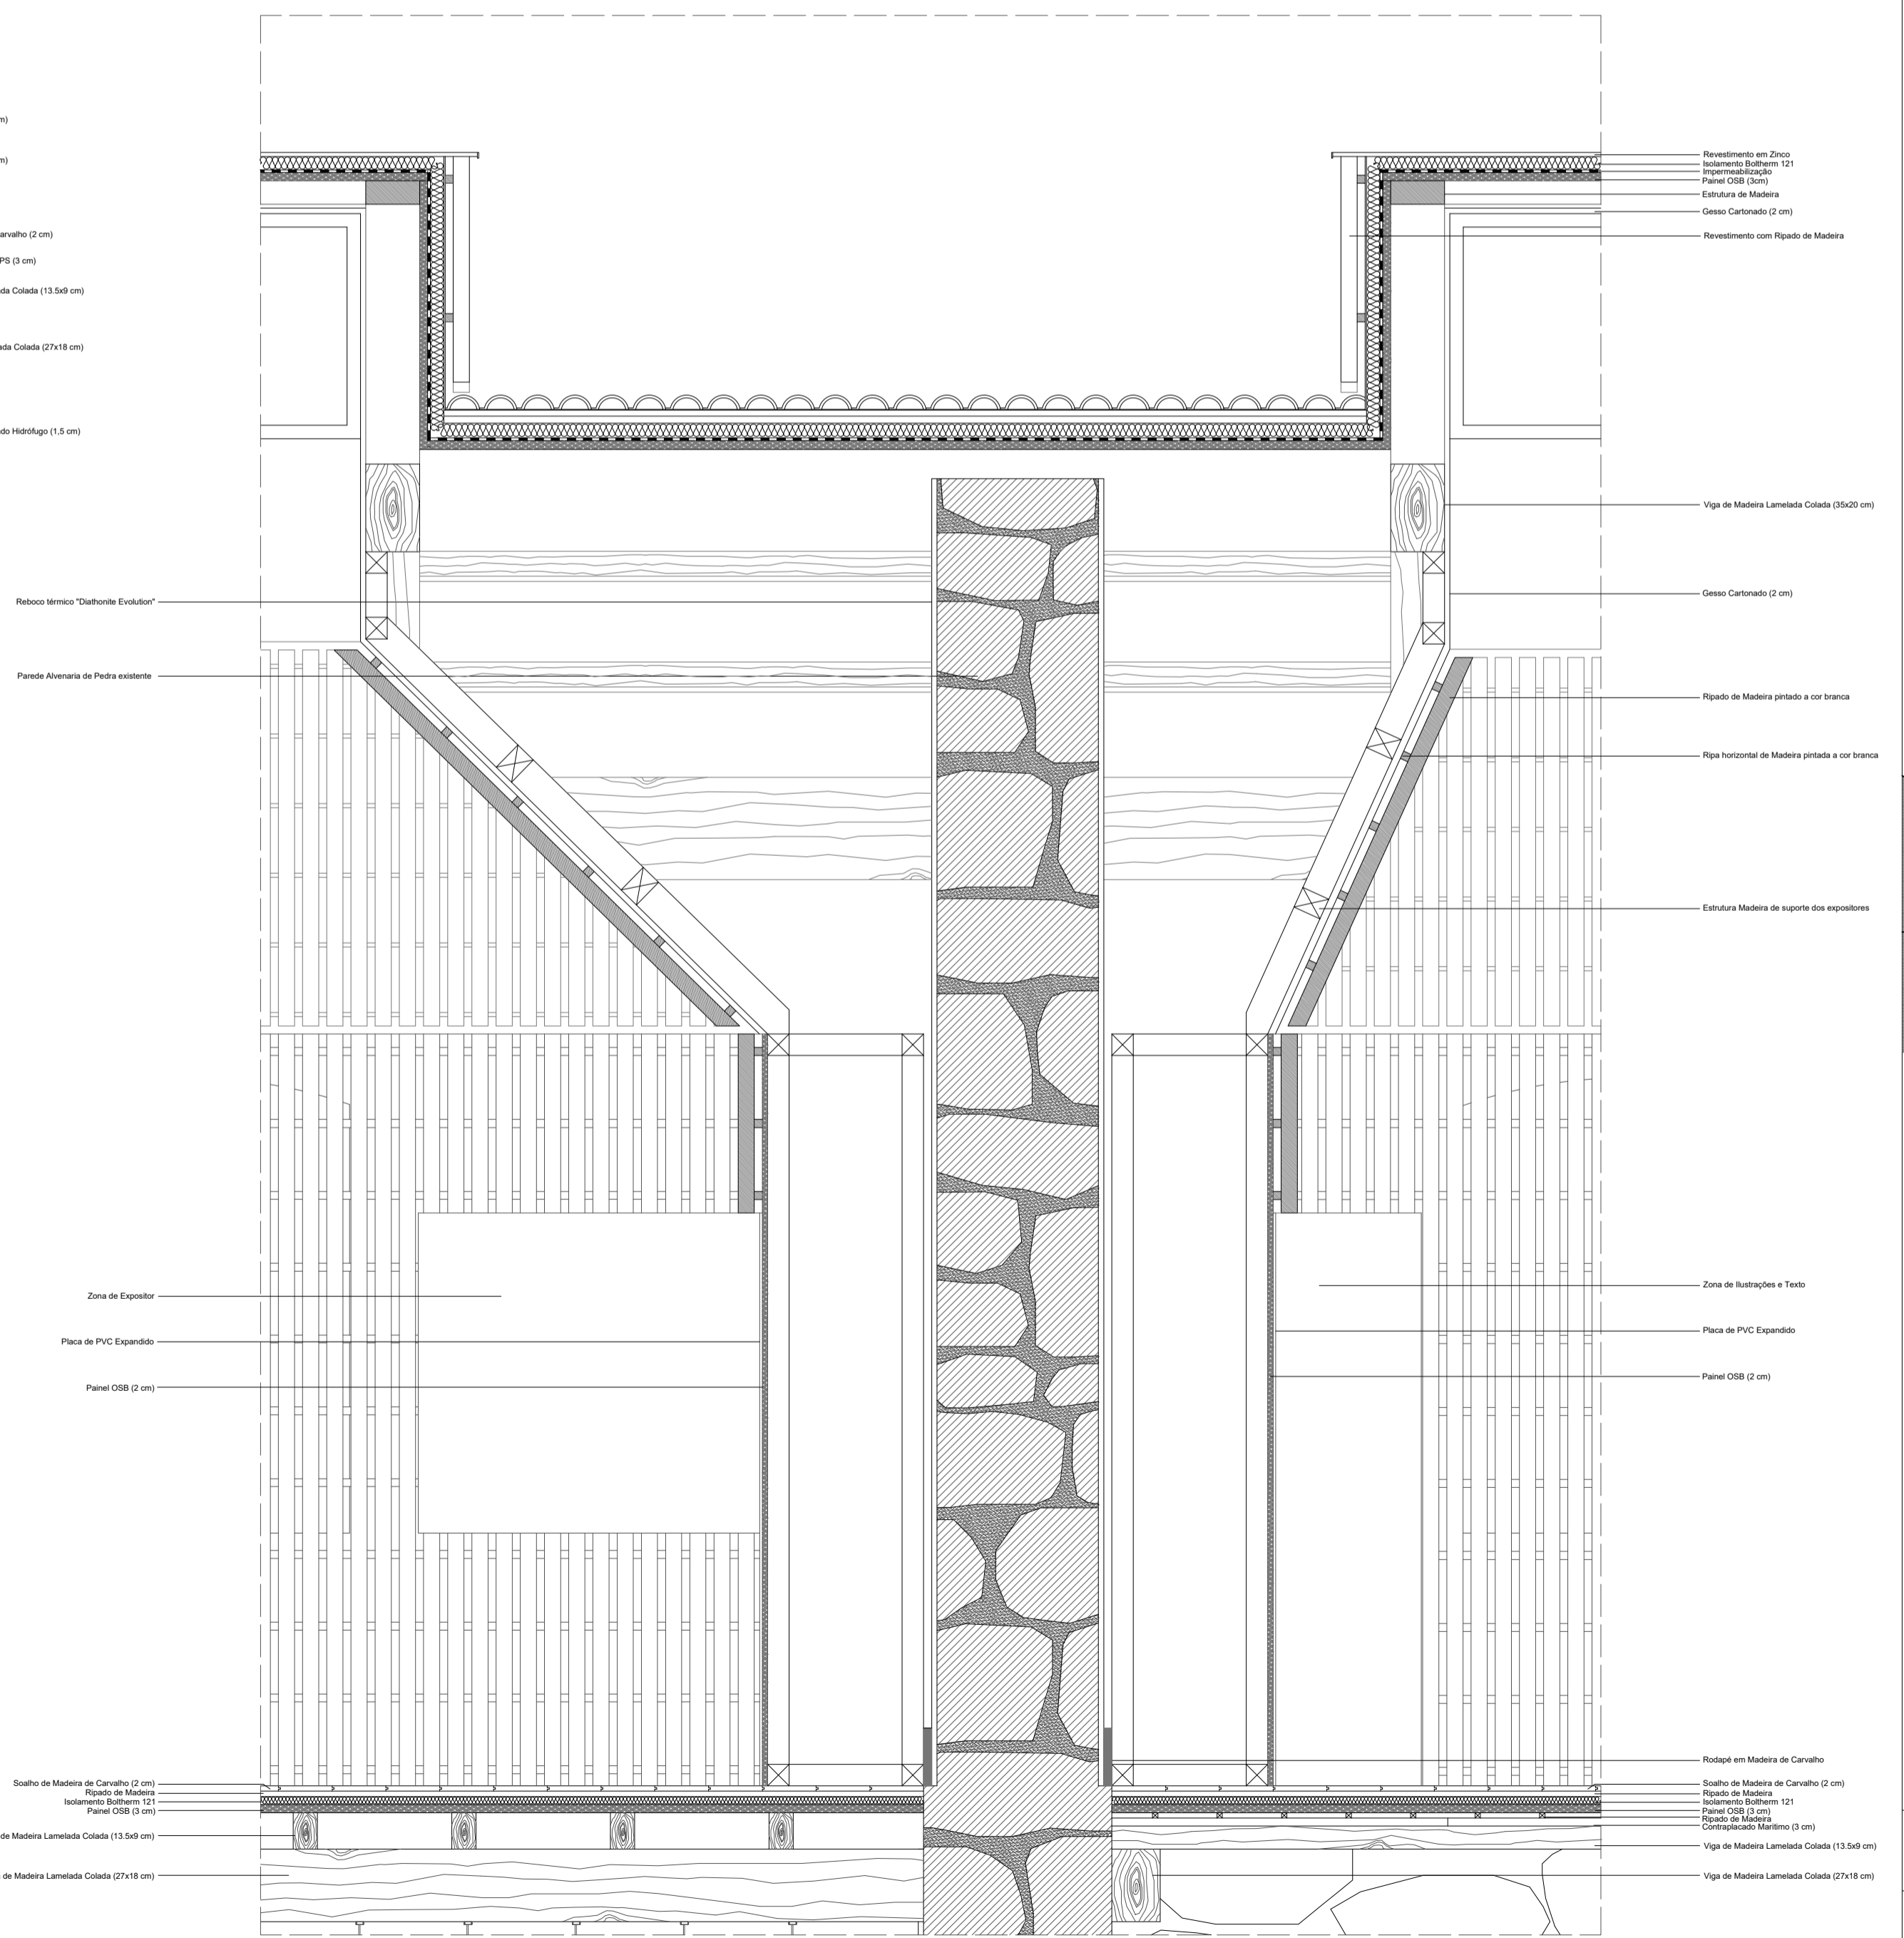 m)
m)
arvalho (2 cm)
PS (3 cm)
da Colada (13.5x9 cm)
ada Colada (27x18 cm)
do Hidrófugo (1,5 cm)
Reboco térmico "Diathonite Evolution"
Parede Alvenaria de Pedra existente
Zona de Expositor
Placa de PVC Expandido
Painel OSB (2 cm)
Soalho de Madeira de Carvalho (2 cm)
Ripado de Madeira
Isolamento Boltherm 121
Painel OSB (3 cm)
de Madeira Lamelada Colada (13.5x9 cm)
de Madeira Lamelada Colada (27x18 cm)
Revestimento em Zinco
Isolamento Boltherm 121
Impermeabilização
Painel OSB (3cm)
Estrutura de Madeira
Gesso Cartonado (2 cm)
Revestimento com Ripado de Madeira
Viga de Madeira Lamelada Colada (35x20 cm)
Gesso Cartonado (2 cm)
Ripado de Madeira pintado a cor branca
Ripa horizontal de Madeira pintada a cor branca
Estrutura Madeira de suporte dos expositores
Zona de Ilustrações e Texto
Placa de PVC Expandido
Painel OSB (2 cm)
Rodapé em Madeira de Carvalho
Soalho de Madeira de Carvalho (2 cm)
Ripado de Madeira
Isolamento Boltherm 121
Painel OSB (3 cm)
Ripado de Madeira
Contraplacado Maritimo (3 cm)
Viga de Madeira Lamelada Colada (13.5x9 cm)
Viga de Madeira Lamelada Colada (27x18 cm)